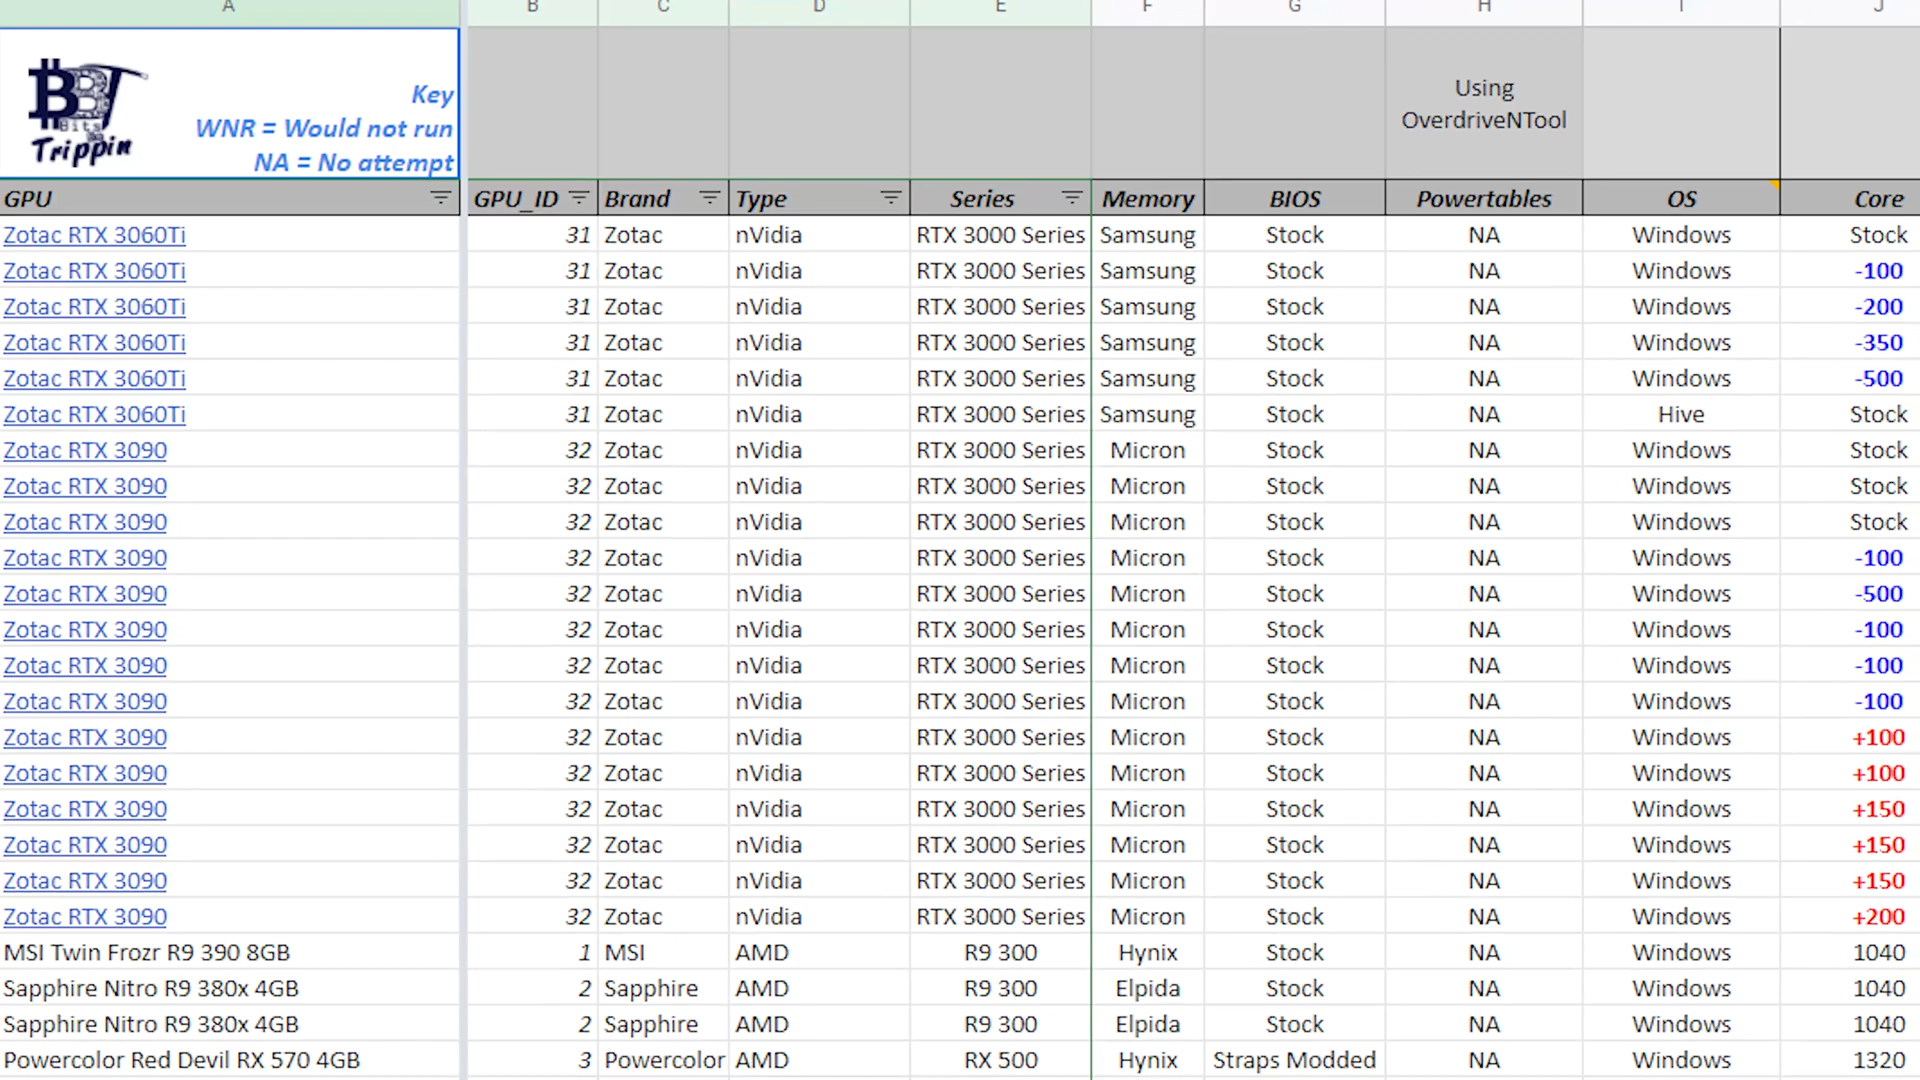 A B C D E F G H I J
Bits
Be
Trippin
Key
WNR = Would not run
NA = No attempt
Using
OverdriveNTool
GPU GPU_ID Brand Type Series Memory BIOS Powertables OS Core
Zotac RTX 3060Ti 31 Zotac nVidia RTX 3000 Series Samsung Stock NA Windows Stock
Zotac RTX 3060Ti 31 Zotac nVidia RTX 3000 Series Samsung Stock NA Windows -100
Zotac RTX 3060Ti 31 Zotac nVidia RTX 3000 Series Samsung Stock NA Windows -200
Zotac RTX 3060Ti 31 Zotac nVidia RTX 3000 Series Samsung Stock NA Windows -350
Zotac RTX 3060Ti 31 Zotac nVidia RTX 3000 Series Samsung Stock NA Windows -500
Zotac RTX 3060Ti 31 Zotac nVidia RTX 3000 Series Samsung Stock NA Hive Stock
Zotac RTX 3090 32 Zotac nVidia RTX 3000 Series Micron Stock NA Windows Stock
Zotac RTX 3090 32 Zotac nVidia RTX 3000 Series Micron Stock NA Windows Stock
Zotac RTX 3090 32 Zotac nVidia RTX 3000 Series Micron Stock NA Windows Stock
Zotac RTX 3090 32 Zotac nVidia RTX 3000 Series Micron Stock NA Windows -100
Zotac RTX 3090 32 Zotac nVidia RTX 3000 Series Micron Stock NA Windows -500
Zotac RTX 3090 32 Zotac nVidia RTX 3000 Series Micron Stock NA Windows -100
Zotac RTX 3090 32 Zotac nVidia RTX 3000 Series Micron Stock NA Windows -100
Zotac RTX 3090 32 Zotac nVidia RTX 3000 Series Micron Stock NA Windows -100
Zotac RTX 3090 32 Zotac nVidia RTX 3000 Series Micron Stock NA Windows +100
Zotac RTX 3090 32 Zotac nVidia RTX 3000 Series Micron Stock NA Windows +100
Zotac RTX 3090 32 Zotac nVidia RTX 3000 Series Micron Stock NA Windows +150
Zotac RTX 3090 32 Zotac nVidia RTX 3000 Series Micron Stock NA Windows +150
Zotac RTX 3090 32 Zotac nVidia RTX 3000 Series Micron Stock NA Windows +150
Zotac RTX 3090 32 Zotac nVidia RTX 3000 Series Micron Stock NA Windows +200
MSI Twin Frozr R9 390 8GB 1 MSI AMD R9 300 Hynix Stock NA Windows 1040
Sapphire Nitro R9 380x 4GB 2 Sapphire AMD R9 300 Elpida Stock NA Windows 1040
Sapphire Nitro R9 380x 4GB 2 Sapphire AMD R9 300 Elpida Stock NA Windows 1040
Powercolor Red Devil RX 570 4GB 3 Powercolor AMD RX 500 Hynix Straps Modded NA Windows 1320